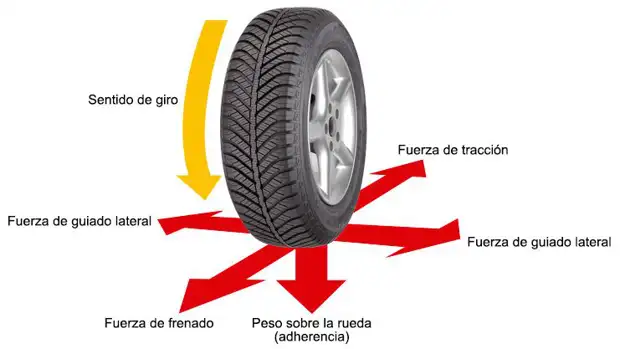 Sentido de giro
Fuerza de tracción
Fuerza de guiado lateral
Fuerza de guiado lateral
Fuerza de frenado
Peso sobre la rueda
(adherencia)